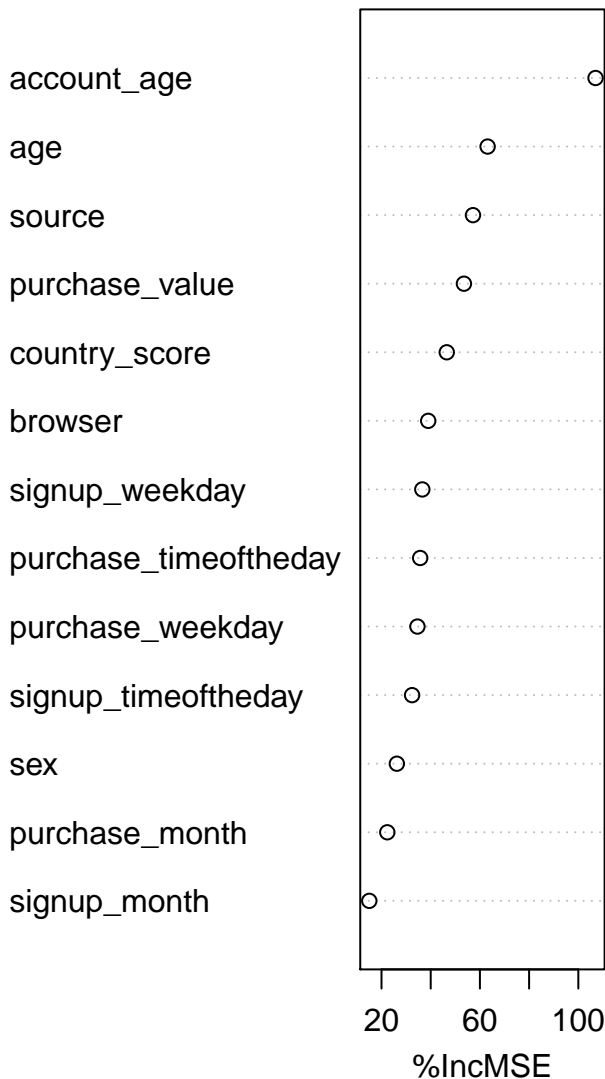 account_age
age
source
purchase_value
country_score
browser
signup_weekday
purchase_timeoftheday
purchase_weekday
signup_timeoftheday
sex
purchase_month
signup_month
20 60 100
%IncMSE